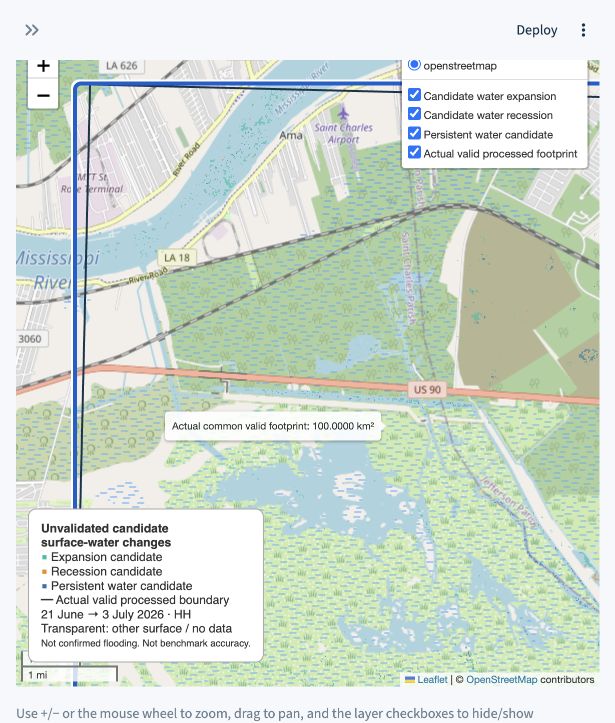 Deploy
+
LA 626
openstreetmap
−
Mississippi River
Candidate water expansion
Candidate water recession
Persistent water candidate
Actual valid processed footprint
River Road
Ama
Saint Charles
Airport
St. Charles Parish
LA 18
Mississippi
River
River Road
3060
US 90
Actual common valid footprint: 100.0000 km²
Jefferson Parish
Unvalidated candidate
surface-water changes
Expansion candidate
Recession candidate
Persistent water candidate
Actual valid processed boundary
21 June → 3 July 2026 · HH
Transparent: other surface / no data
Not confirmed flooding. Not benchmark accuracy.
1 mi
Leaflet | © OpenStreetMap contributors
Use +/− or the mouse wheel to zoom, drag to pan, and the layer checkboxes to hide/show